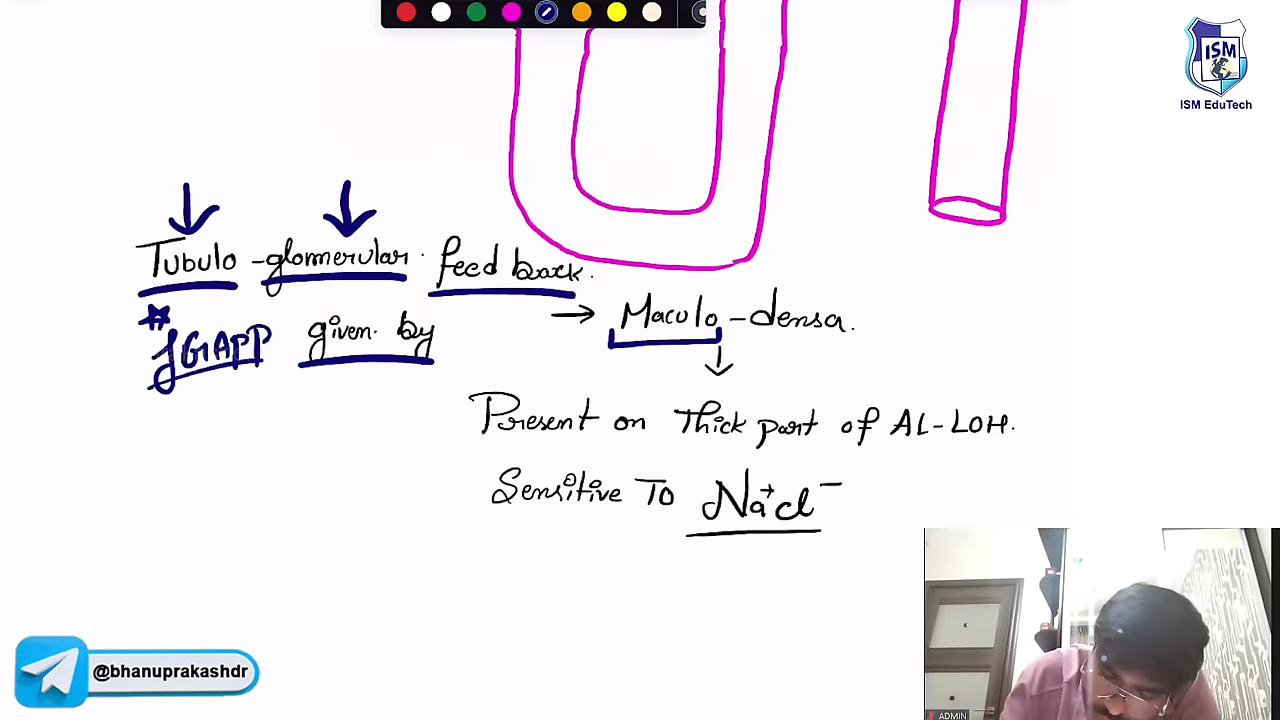 ISM
ISM EduTech
Tubulo - glomerular feed back.
JGAPP given by → Maculo - densa.
Present on Thick part of AL-LOH.
Sensitive To Na+cl-
@bhanuprakashdr
ADMIN